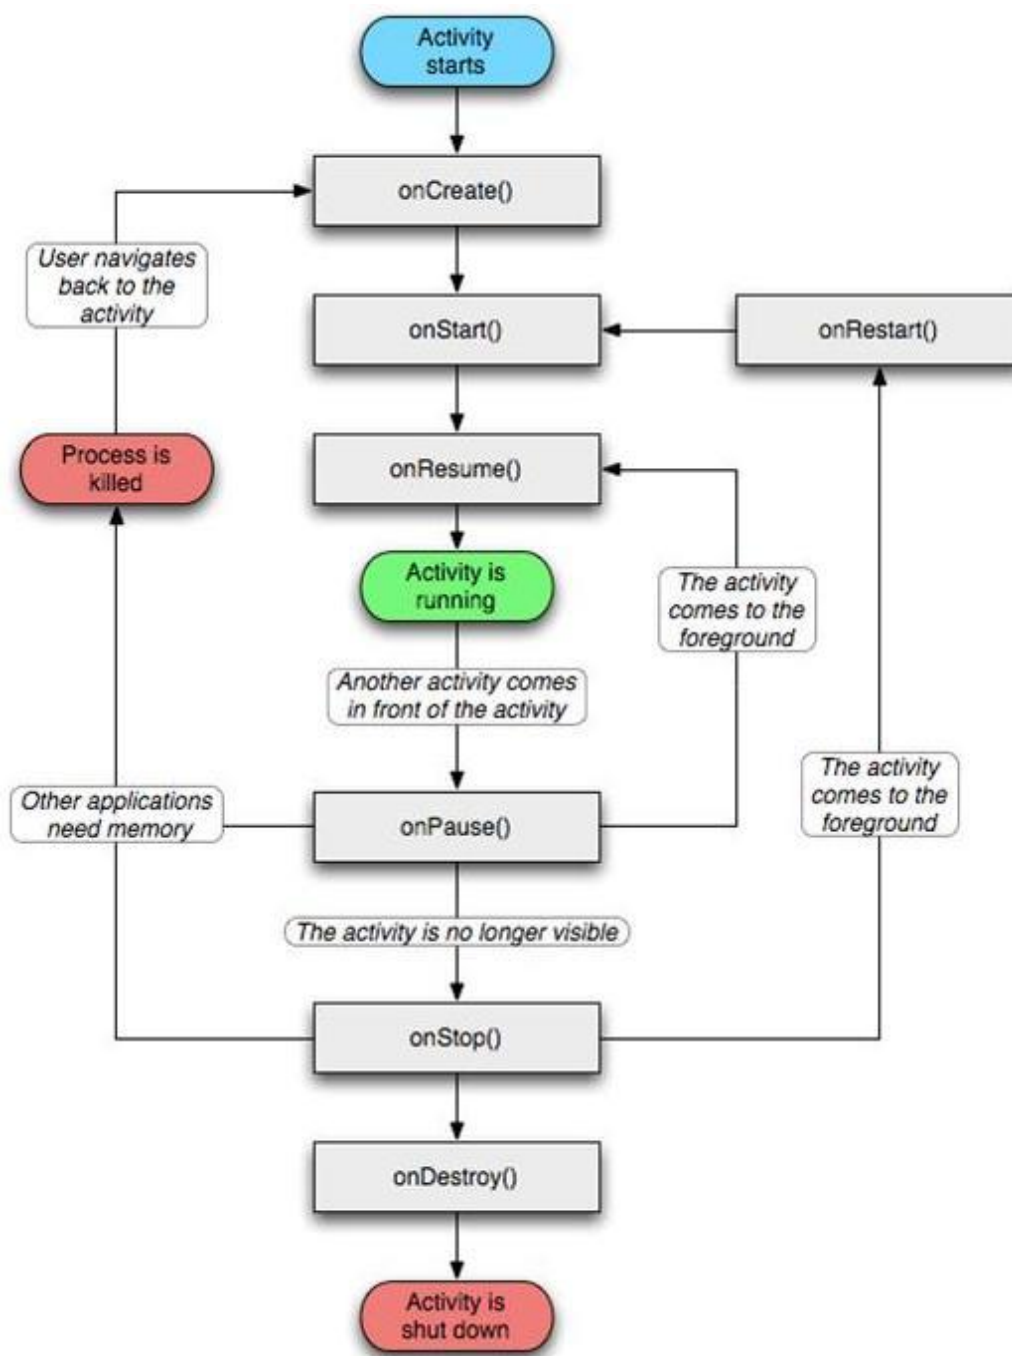 Activity
starts
onCreate()
User navigates
back to the
activity
onStart()
onRestart()
Process is
killed
onResume()
Activity is
running
The activity
comes to the
foreground
Another activity comes
in front of the activity
The activity
comes to the
foreground
Other applications
need memory
onPause()
The activity is no longer visible
onStop()
onDestroy()
Activity is
shut down